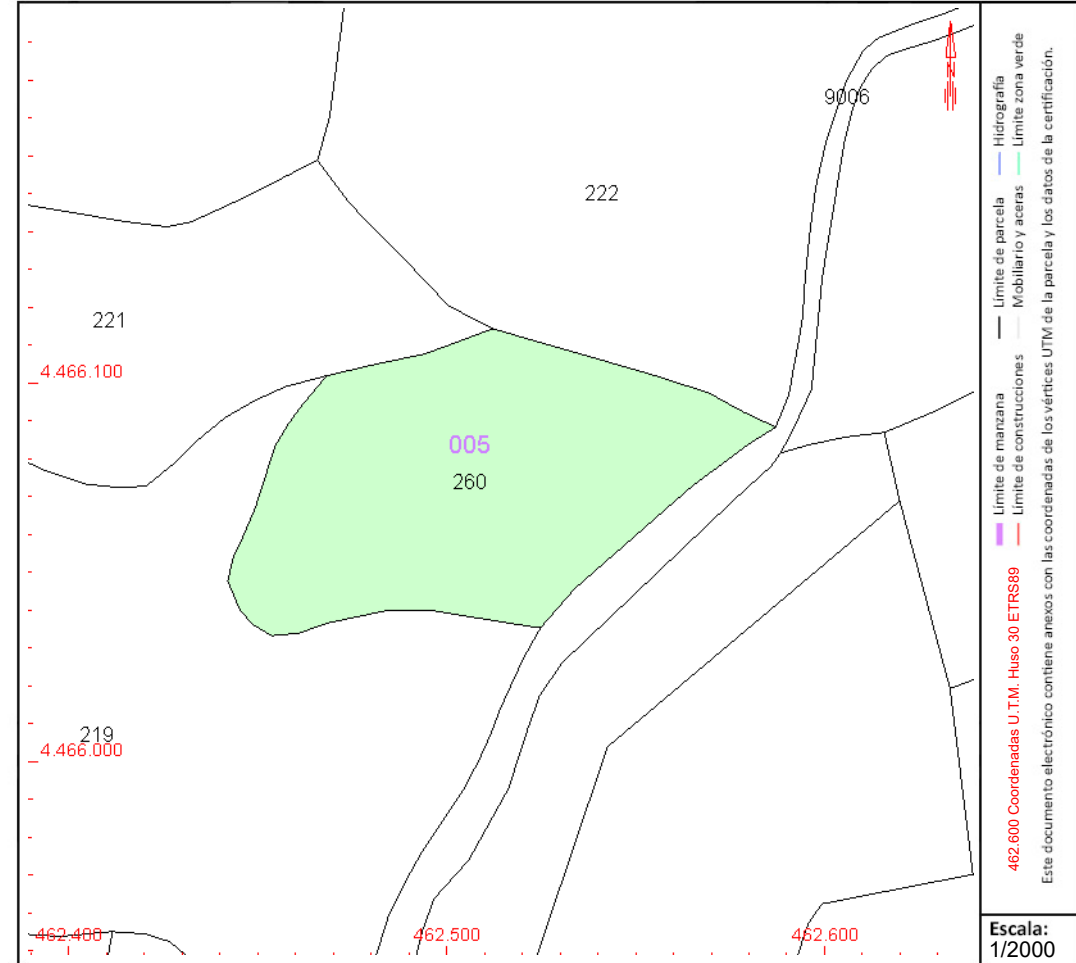 9006
222
221
4.466.100
005
260
219
4.466.000
462.400
462.500
462.600
N
Límite de manzana
Límite de parcela
Hidrografía
Límite de construcciones
Mobiliario y aceras
Límite zona verde
462.600 Coordenadas U.T.M. Huso 30 ETRS89
Este documento electrónico contiene anexos con las coordenadas de los vértices UTM de la parcela y los datos de la certificación.
Escala:
1/2000